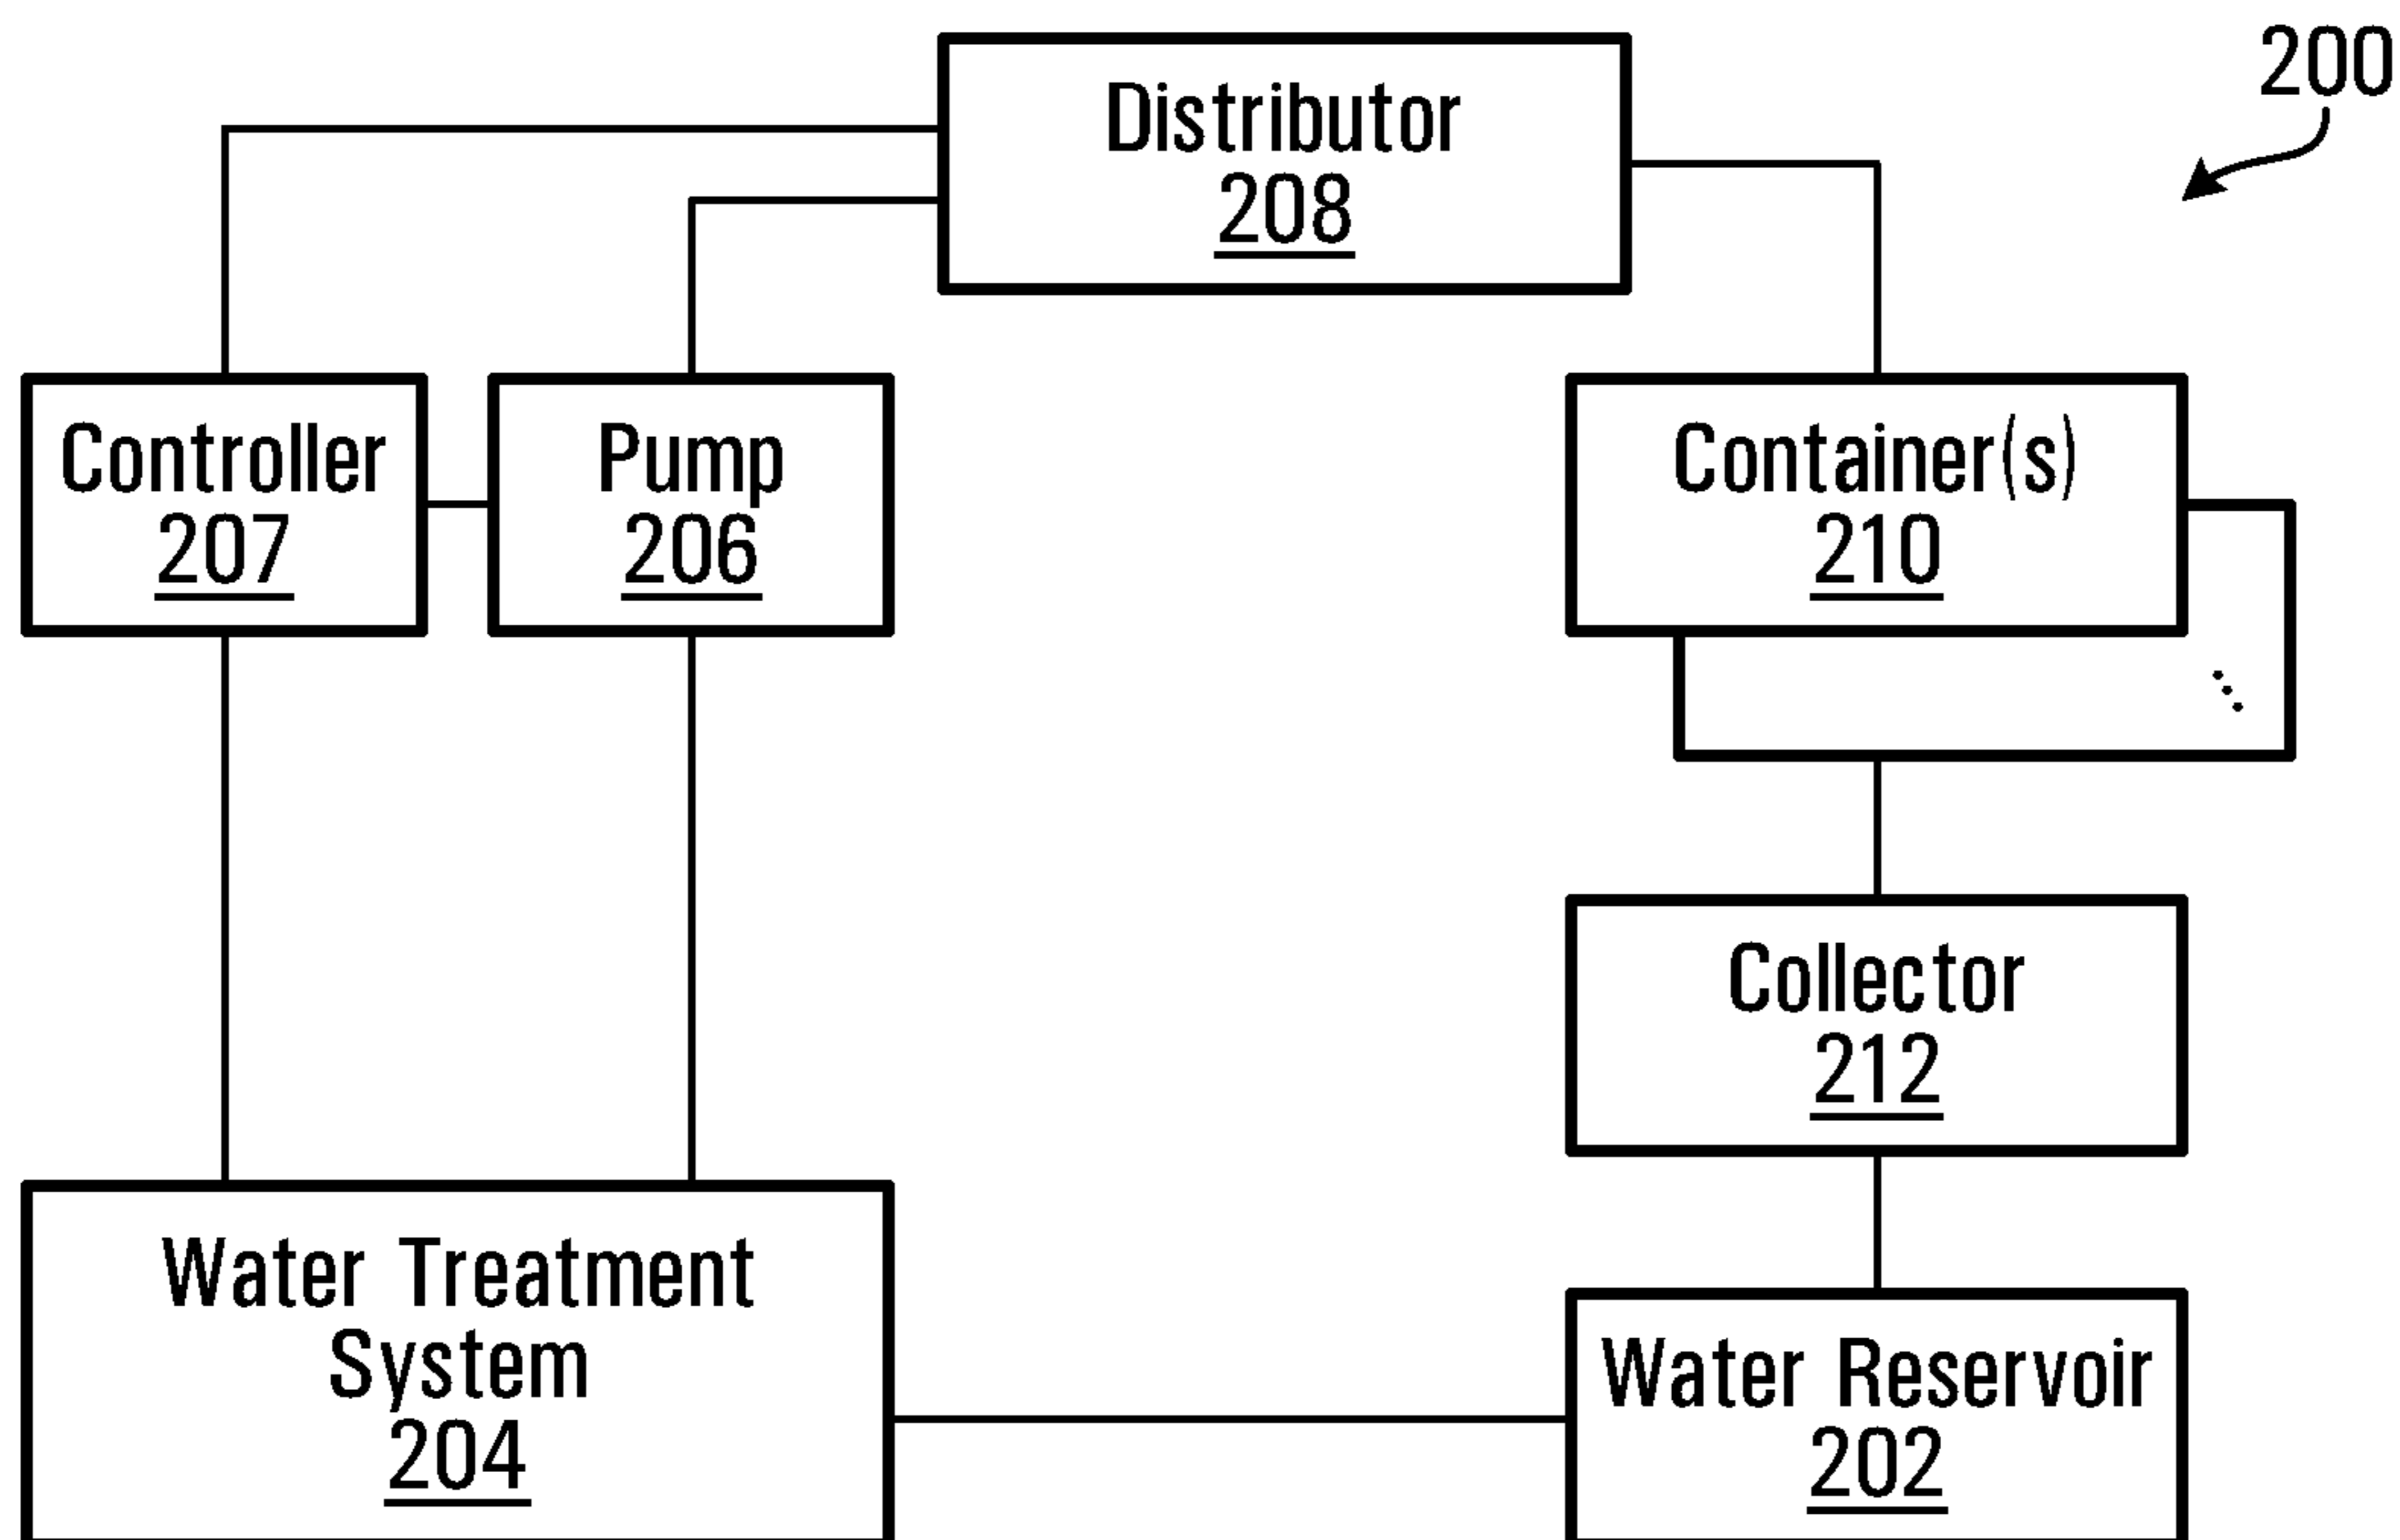 200
Distributor
208
Controller
207
Pump
206
Container(s)
210
Collector
212
Water Treatment
System
204
Water Reservoir
202